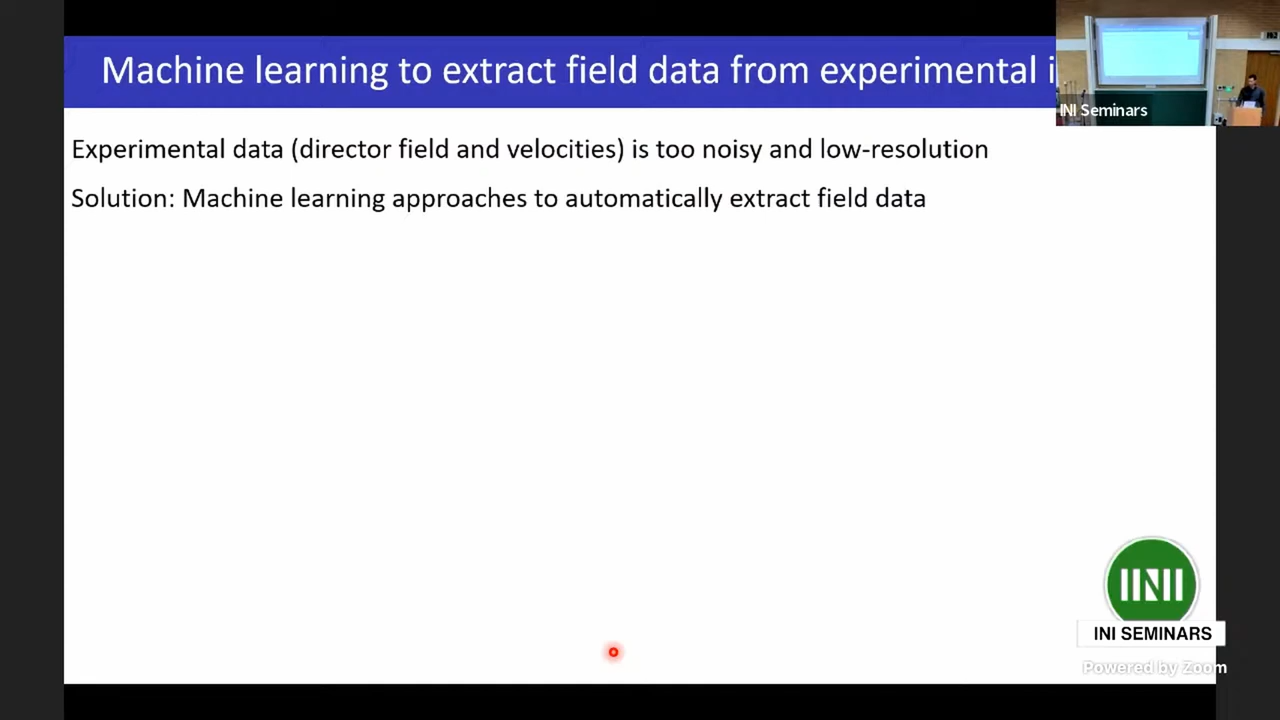 Machine learning to extract field data from experimental i
INI Seminars
Experimental data (director field and velocities) is too noisy and low-resolution
Solution: Machine learning approaches to automatically extract field data
INI
INI SEMINARS
Powered by Zoom